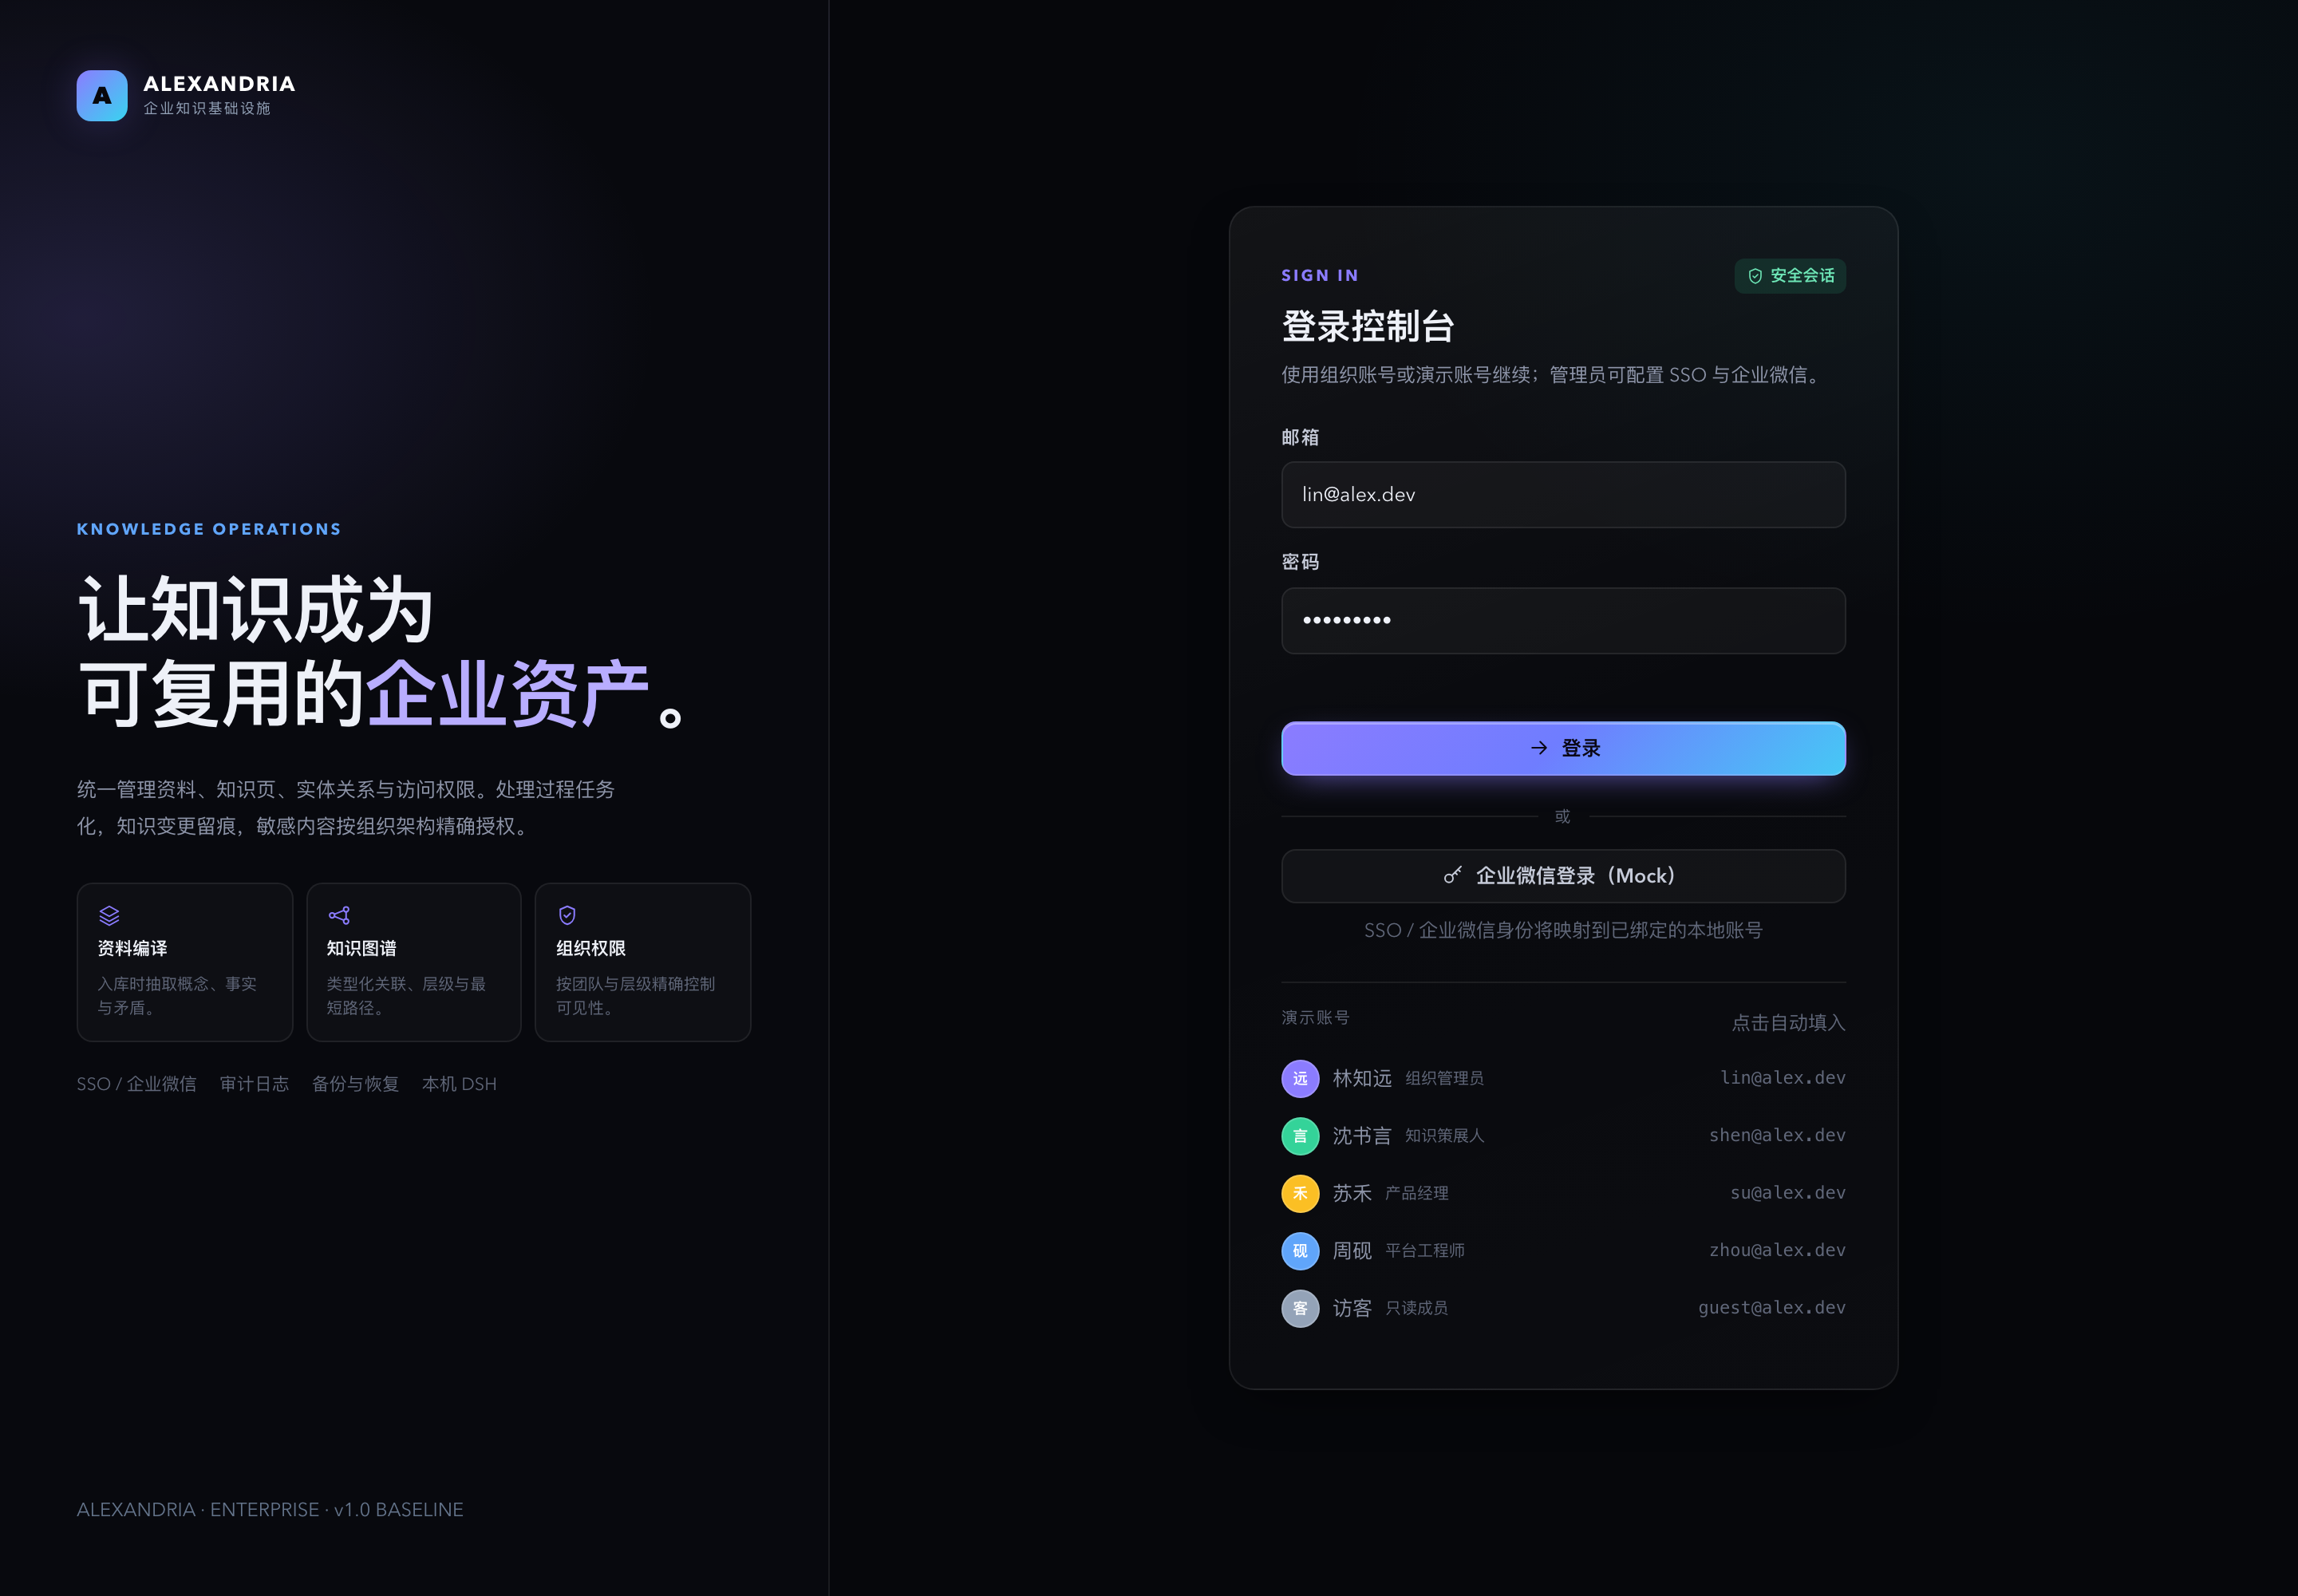 A
ALEXANDRIA
企业知识基础设施
KNOWLEDGE OPERATIONS
让知识成为
可复用的企业资产。
统一管理资料、知识页、实体关系与访问权限。处理过程任务
化，知识变更留痕，敏感内容按组织架构精确授权。
资料编译
入库时抽取概念、事实
与矛盾。
知识图谱
类型化关联、层级与最
短路径。
组织权限
按团队与层级精确控制
可见性。
SSO / 企业微信 审计日志 备份与恢复 本机 DSH
ALEXANDRIA · ENTERPRISE · v1.0 BASELINE
SIGN IN
安全会话
登录控制台
使用组织账号或演示账号继续；管理员可配置 SSO 与企业微信。
邮箱
lin@alex.dev
密码
•••••••••
→ 登录
或
企业微信登录（Mock）
SSO / 企业微信身份将映射到已绑定的本地账号
演示账号 点击自动填入
远 林知远 组织管理员 lin@alex.dev
言 沈书言 知识策展人 shen@alex.dev
禾 苏禾 产品经理 su@alex.dev
砚 周砚 平台工程师 zhou@alex.dev
客 访客 只读成员 guest@alex.dev